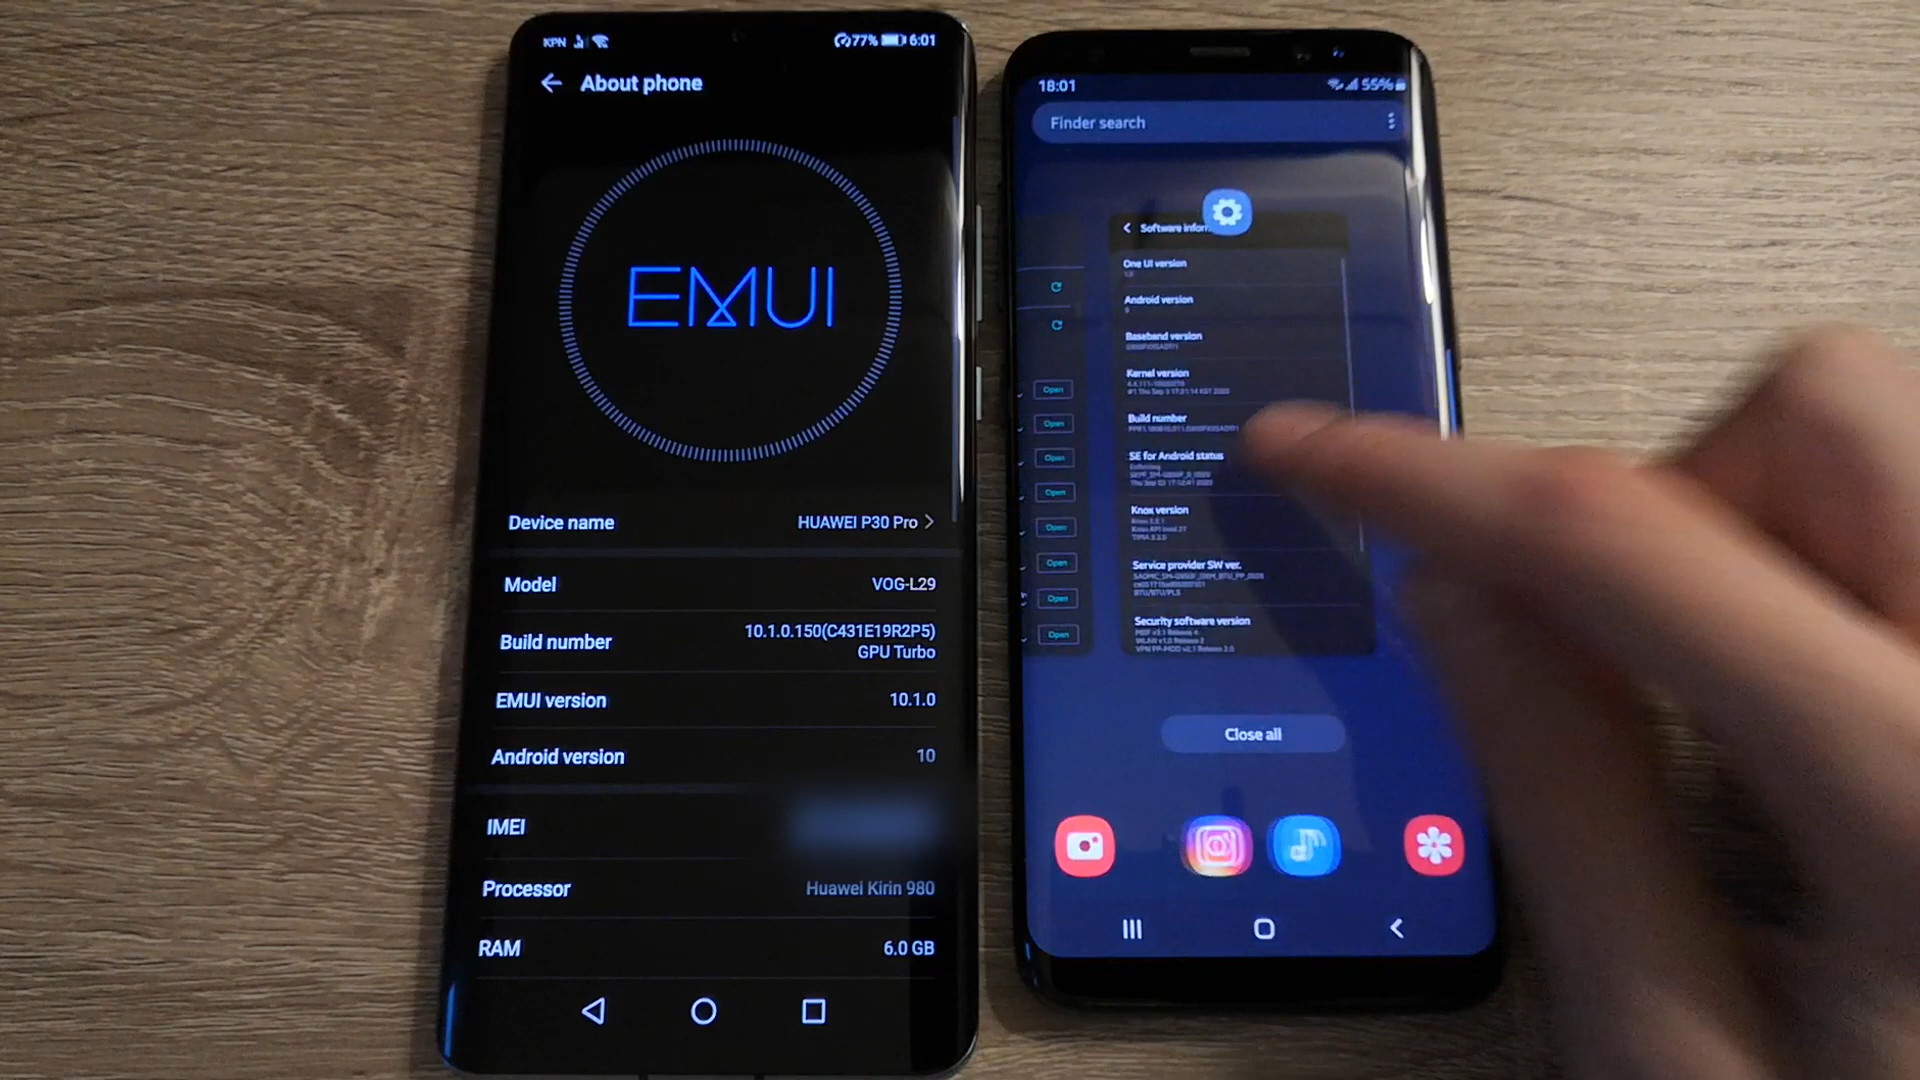 KPN
77% 6:01
About phone
EMUI
Device name
HUAWEI P30 Pro
Model
VOG-L29
Build number
10.1.0.150(C431E19R2P5)
GPU Turbo
EMUI version
10.1.0
Android version
10
IMEI
Processor
Huawei Kirin 980
RAM
6.0 GB
18:01
55%
Finder search
Software infor
One UI version
Android version
9
Baseband version
Kernel version
Build number
SE for Android status
Knox version
Service provider SW ver.
Security software version
Open
Open
Open
Open
Open
Open
Open
Open
Close all